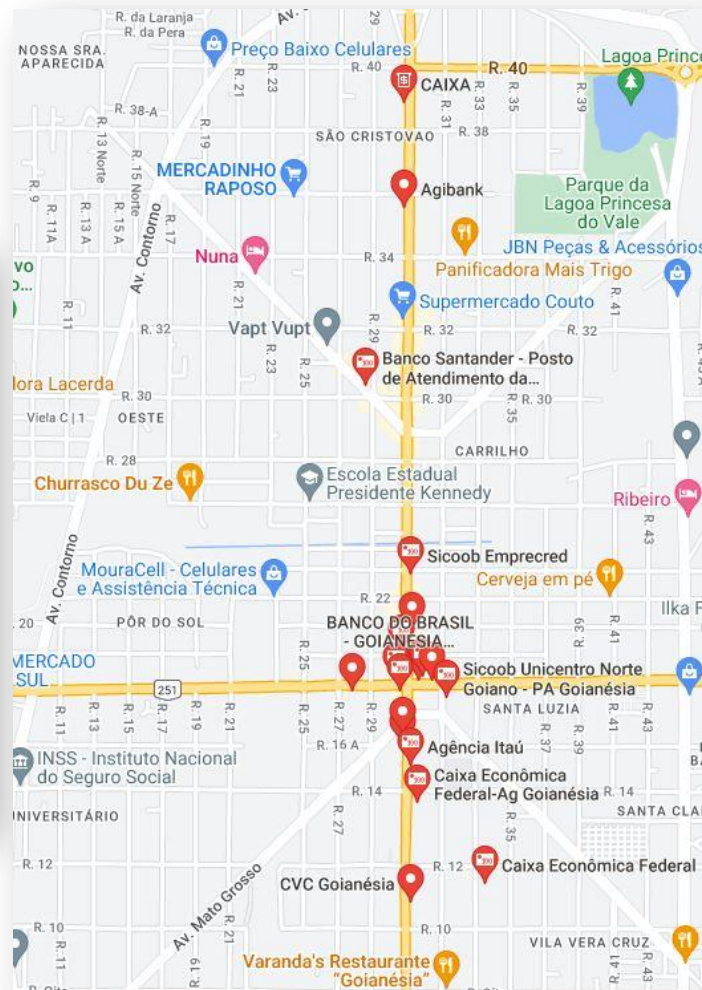 R. da Laranja
R. da Pera
Av. C
NOSSA SRA.
APARECIDA
Preço Baixo Celulares
R. 29
R. 21
R. 23
R. 40
R. 40
Lagoa Prince
CAIXA
R. 31
R. 33
R. 35
R. 39
R. 38-A
R. 19
SÃO CRISTOVAO
R. 38
R. 13 Norte
R. 15 Norte
MERCADINHO
RAPOSO
Agibank
Parque da
Lagoa Princesa
do Vale
R. 9
R. 11A
R. 13 A
R. 15 A
R. 17
Av. Contorno
Nuna
R. 34
Panificadora Mais Trigo
JBN Peças & Acessórios
vo
o...
R. 21
R. 41
Supermercado Couto
R. 11
R. 32
Vapt Vupt
R. 29
R. 32
R. 32
R. 23
R. 25
Banco Santander - Posto
de Atendimento da...
dora Lacerda
R. 30
R. 30
R. 30
R. 35
Viela C | 1
OESTE
CARRILHO
R. 28
Churrasco Du Ze
Escola Estadual
Presidente Kennedy
Ribeiro
R. 43
Av. Contorno
Sicoob Emprecred
MouraCell - Celulares
e Assistência Técnica
Cerveja em pé
R. 22
Ilka F
20
PÔR DO SOL
BANCO DO BRASIL
- GOIANESIA...
R. 39
R. 41
R. 25
MERCADO
SUL
Sicoob Unicentro Norte
Goiano - PA Goianésia
251
R. 11
R. 13
R. 15
R. 19
R. 21
R. 27
R. 29
SANTA LUZIA
R. 41
R. 43
INSS - Instituto Nacional
do Seguro Social
R. 16 A
Agência Itaú
R. 37
R. 39
Caixa Econômica
Federal-Ag Goianésia
R. 14
R. 14
UNIVERSITÁRIO
R. 27
R. 35
SANTA CLA
R. 12
R. 12
Caixa Econômica Federal
CVC Goianésia
Av. Mato Grosso
R. 10
R. 21
R. 10
VILA VERA CRUZ
Varanda's Restaurante
"Goianésia"
R. 19
R. 41
R. 43